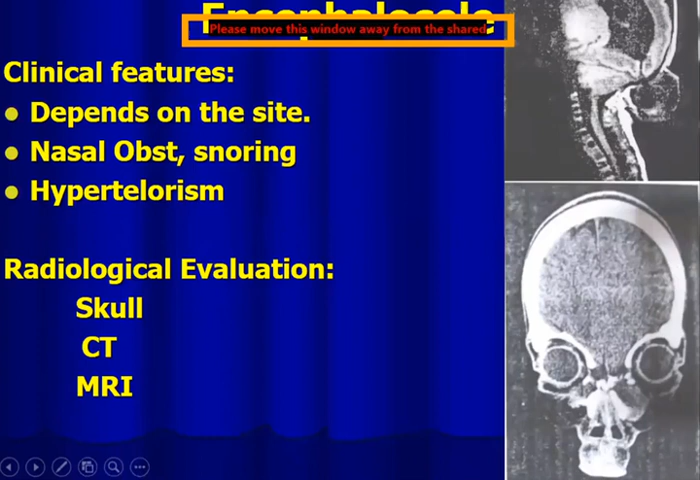 Encephalocele
Please move this window away from the shared
Clinical features:
● Depends on the site.
● Nasal Obst, snoring
● Hypertelorism
Radiological Evaluation:
Skull
CT
MRI